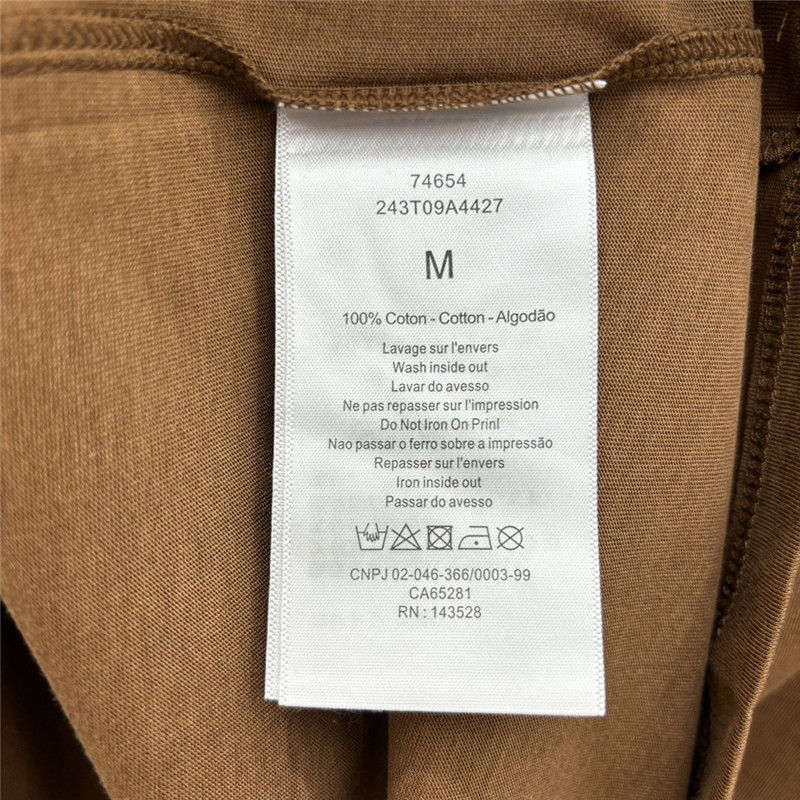 74654
243T09A4427
M
100% Coton - Cotton - Algodão
Lavage sur l'envers
Wash inside out
Lavar do avesso
Ne pas repasser sur l'impression
Do Not Iron On Prinl
Nao passar o ferro sobre a impressão
Repasser sur l'envers
Iron inside out
Passar do avesso
CNPJ 02-046-366/0003-99
CA65281
RN : 143528